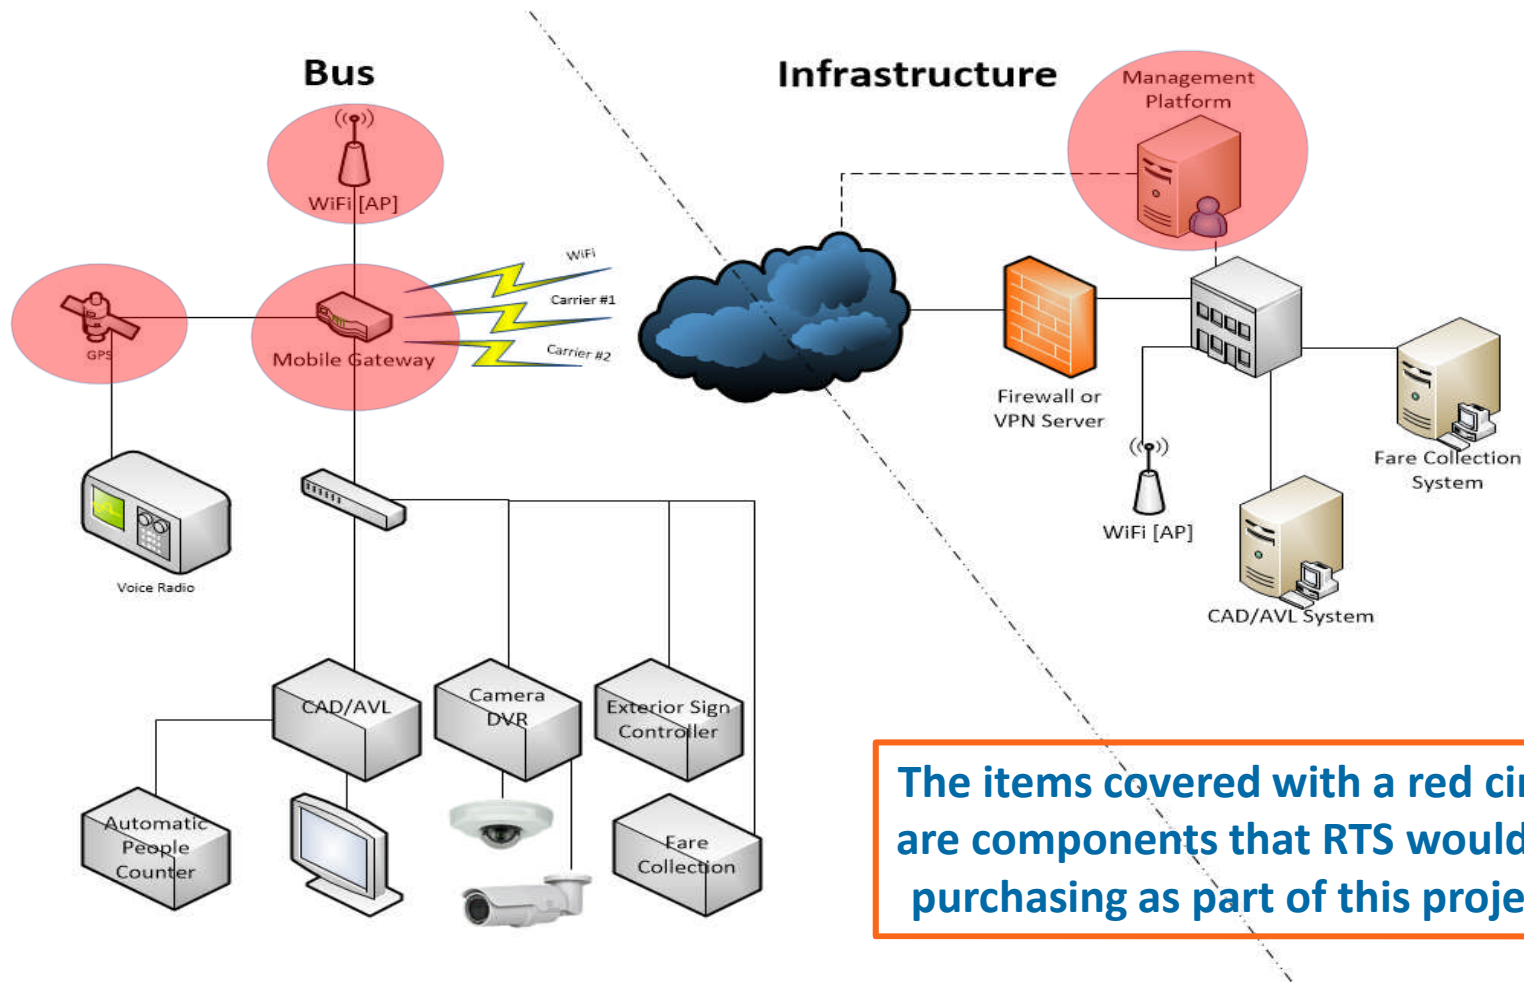 Bus
Infrastructure
Management
Platform
WiFi [AP]
WiFi
Carrier #1
Carrier #2
GPS
Mobile Gateway
Firewall or
VPN Server
Fare Collection
System
WiFi [AP]
CAD/AVL System
Voice Radio
CAD/AVL
Camera
DVR
Exterior Sign
Controller
Automatic
People
Counter
Fare
Collection
The items covered with a red
are components that RTS would
purchasing as part of this